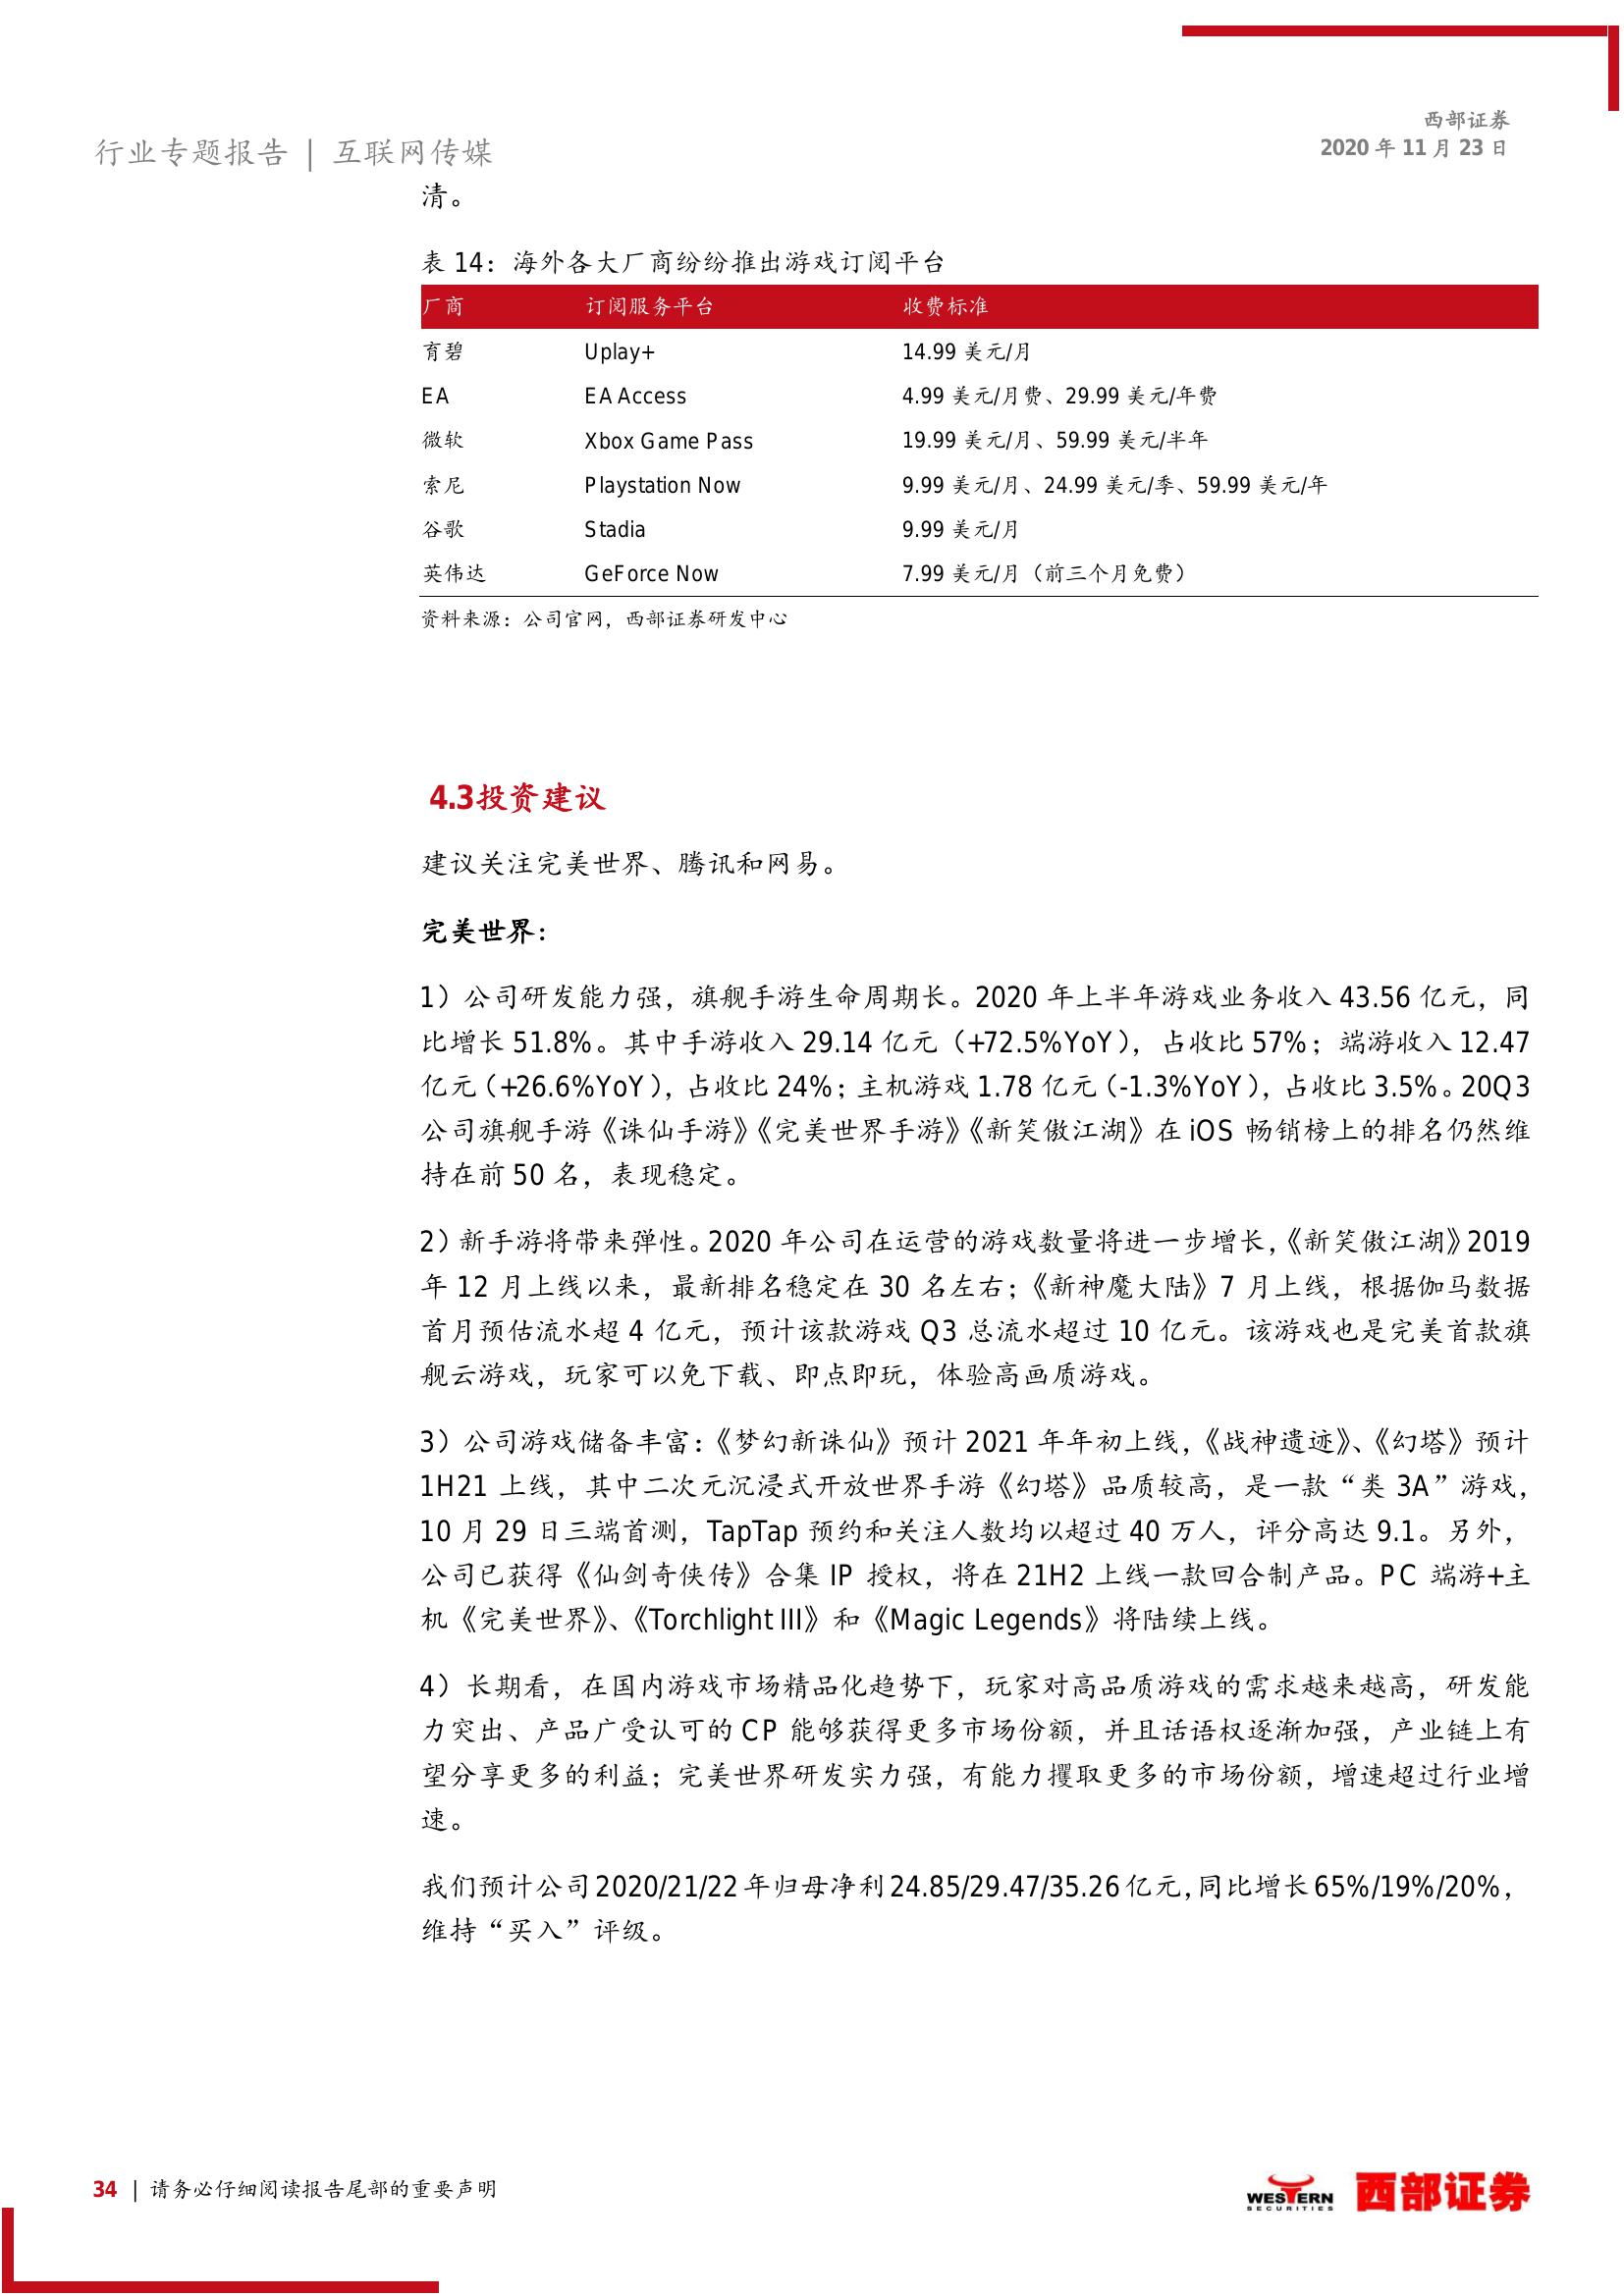 西部证券
行业专题报告 | 互联网传媒
2020 年 11 月 23 日
清。
表 14：海外各大厂商纷纷推出游戏订阅平台
厂商 订阅服务平台 收费标准
育碧 Uplay+ 14.99 美元/月
EA EA Access 4.99 美元/月费、29.99 美元/年费
微软 Xbox Game Pass 19.99 美元/月、59.99 美元/半年
索尼 Playstation Now 9.99 美元/月、24.99 美元/季、59.99 美元/年
谷歌 Stadia 9.99 美元/月
英伟达 GeForce Now 7.99 美元/月（前三个月免费）
资料来源：公司官网，西部证券研发中心
4.3投资建议
建议关注完美世界、腾讯和网易。
完美世界：
1）公司研发能力强，旗舰手游生命周期长。2020 年上半年游戏业务收入 43.56 亿元，同
比增长 51.8%。其中手游收入 29.14 亿元（+72.5%YoY），占收比 57%；端游收入 12.47
亿元（+26.6%YoY），占收比 24%；主机游戏 1.78 亿元（-1.3%YoY），占收比 3.5%。20Q3
公司旗舰手游《诛仙手游》《完美世界手游》《新笑傲江湖》在 iOS 畅销榜上的排名仍然维
持在前 50 名，表现稳定。
2）新手游将带来弹性。2020 年公司在运营的游戏数量将进一步增长，《新笑傲江湖》2019
年 12 月上线以来，最新排名稳定在 30 名左右；《新神魔大陆》7 月上线，根据伽马数据
首月预估流水超 4 亿元，预计该款游戏 Q3 总流水超过 10 亿元。该游戏也是完美首款旗
舰云游戏，玩家可以免下载、即点即玩，体验高画质游戏。
3）公司游戏储备丰富：《梦幻新诛仙》预计 2021 年年初上线，《战神遗迹》、《幻塔》预计
1H21 上线，其中二次元沉浸式开放世界手游《幻塔》品质较高，是一款“类 3A”游戏，
10 月 29 日三端首测，TapTap 预约和关注人数均以超过 40 万人，评分高达 9.1。另外，
公司已获得《仙剑奇侠传》合集 IP 授权，将在 21H2 上线一款回合制产品。PC 端游+主
机《完美世界》、《Torchlight III》和《Magic Legends》将陆续上线。
4）长期看，在国内游戏市场精品化趋势下，玩家对高品质游戏的需求越来越高，研发能
力突出、产品广受认可的 CP 能够获得更多市场份额，并且话语权逐渐加强，产业链上有
望分享更多的利益；完美世界研发实力强，有能力攫取更多的市场份额，增速超过行业增
速。
我们预计公司 2020/21/22 年归母净利 24.85/29.47/35.26 亿元，同比增长 65%/19%/20%，
维持“买入”评级。
34 | 请务必仔细阅读报告尾部的重要声明
WESTERN 西部证券
SECURITIES